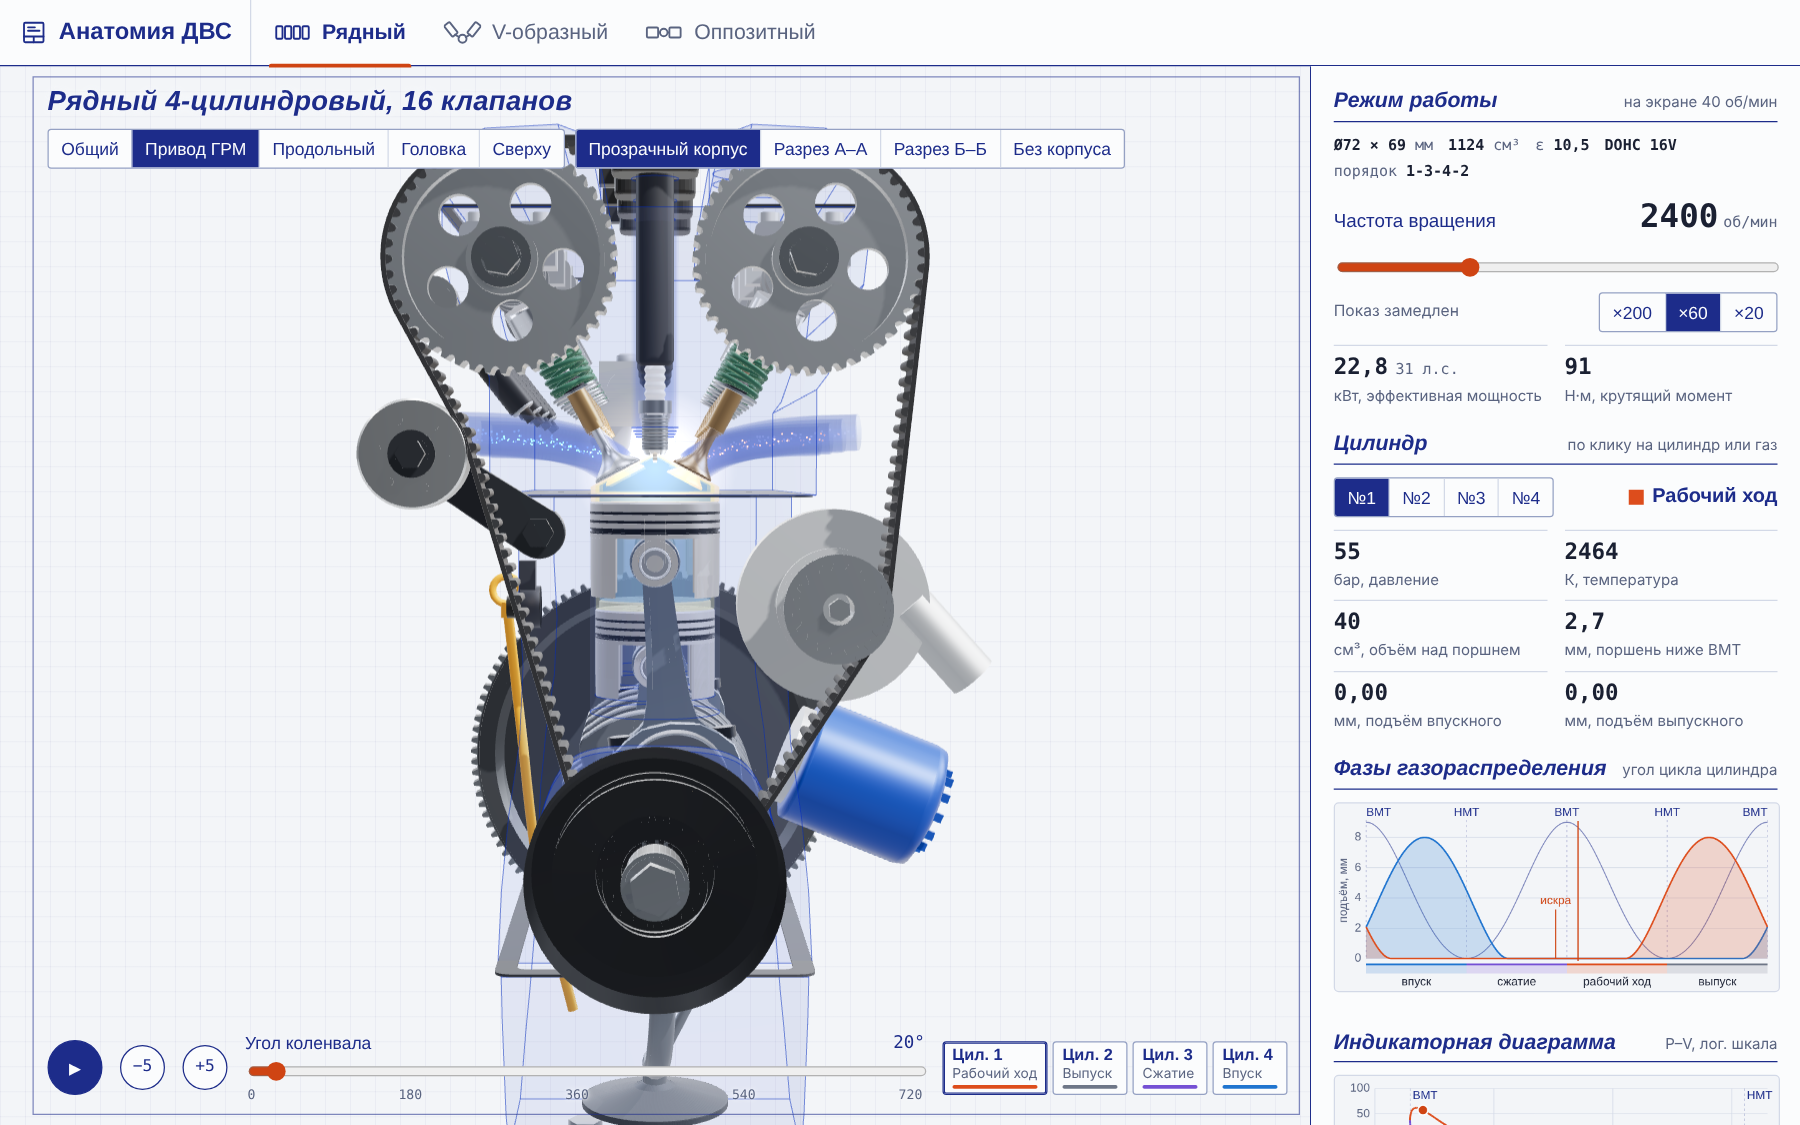 Анатомия ДВС
Рядный
V-образный
Оппозитный
Рядный 4-цилиндровый, 16 клапанов
Общий Привод ГРМ Продольный Головка Сверху
Прозрачный корпус Разрез А–А Разрез Б–Б Без корпуса
Режим работы на экране 40 об/мин
Ø72 × 69 мм 1124 см³ ε 10,5 DOHC 16V
порядок 1-3-4-2
Частота вращения 2400 об/мин
Показ замедлен ×200 ×60 ×20
22,8 31 л.с. 91
кВт, эффективная мощность Н·м, крутящий момент
Цилиндр по клику на цилиндр или газ
№1 №2 №3 №4 Рабочий ход
55 2464
бар, давление К, температура
40 2,7
см³, объём над поршнем мм, поршень ниже ВМТ
0,00 0,00
мм, подъём впускного мм, подъём выпускного
Фазы газораспределения угол цикла цилиндра
ВМТ НМТ ВМТ НМТ ВМТ
8
6
4
2
0
подъём, мм
искра
впуск сжатие рабочий ход выпуск
Индикаторная диаграмма P–V, лог. шкала
100
50
ВМТ НМТ
▶ −5 +5
Угол коленвала 20°
0 180 360 540 720
Цил. 1 Цил. 2 Цил. 3 Цил. 4
Рабочий ход Выпуск Сжатие Впуск